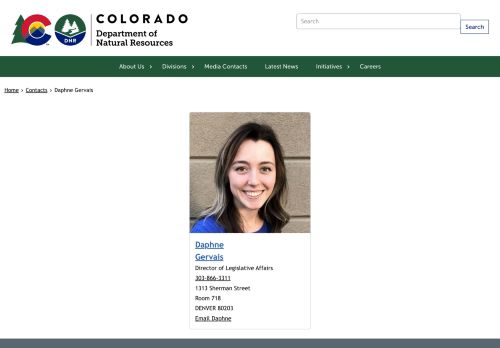 COLORADO
Department of
Natural Resources
DNR
Search
Search
About Us
Divisions
Media Contacts
Latest News
Initiatives
Careers
Home › Contacts › Daphne Gervais
Daphne
Gervais
Director of Legislative Affairs
303-866-3311
1313 Sherman Street
Room 718
DENVER 80203
Email Daphne